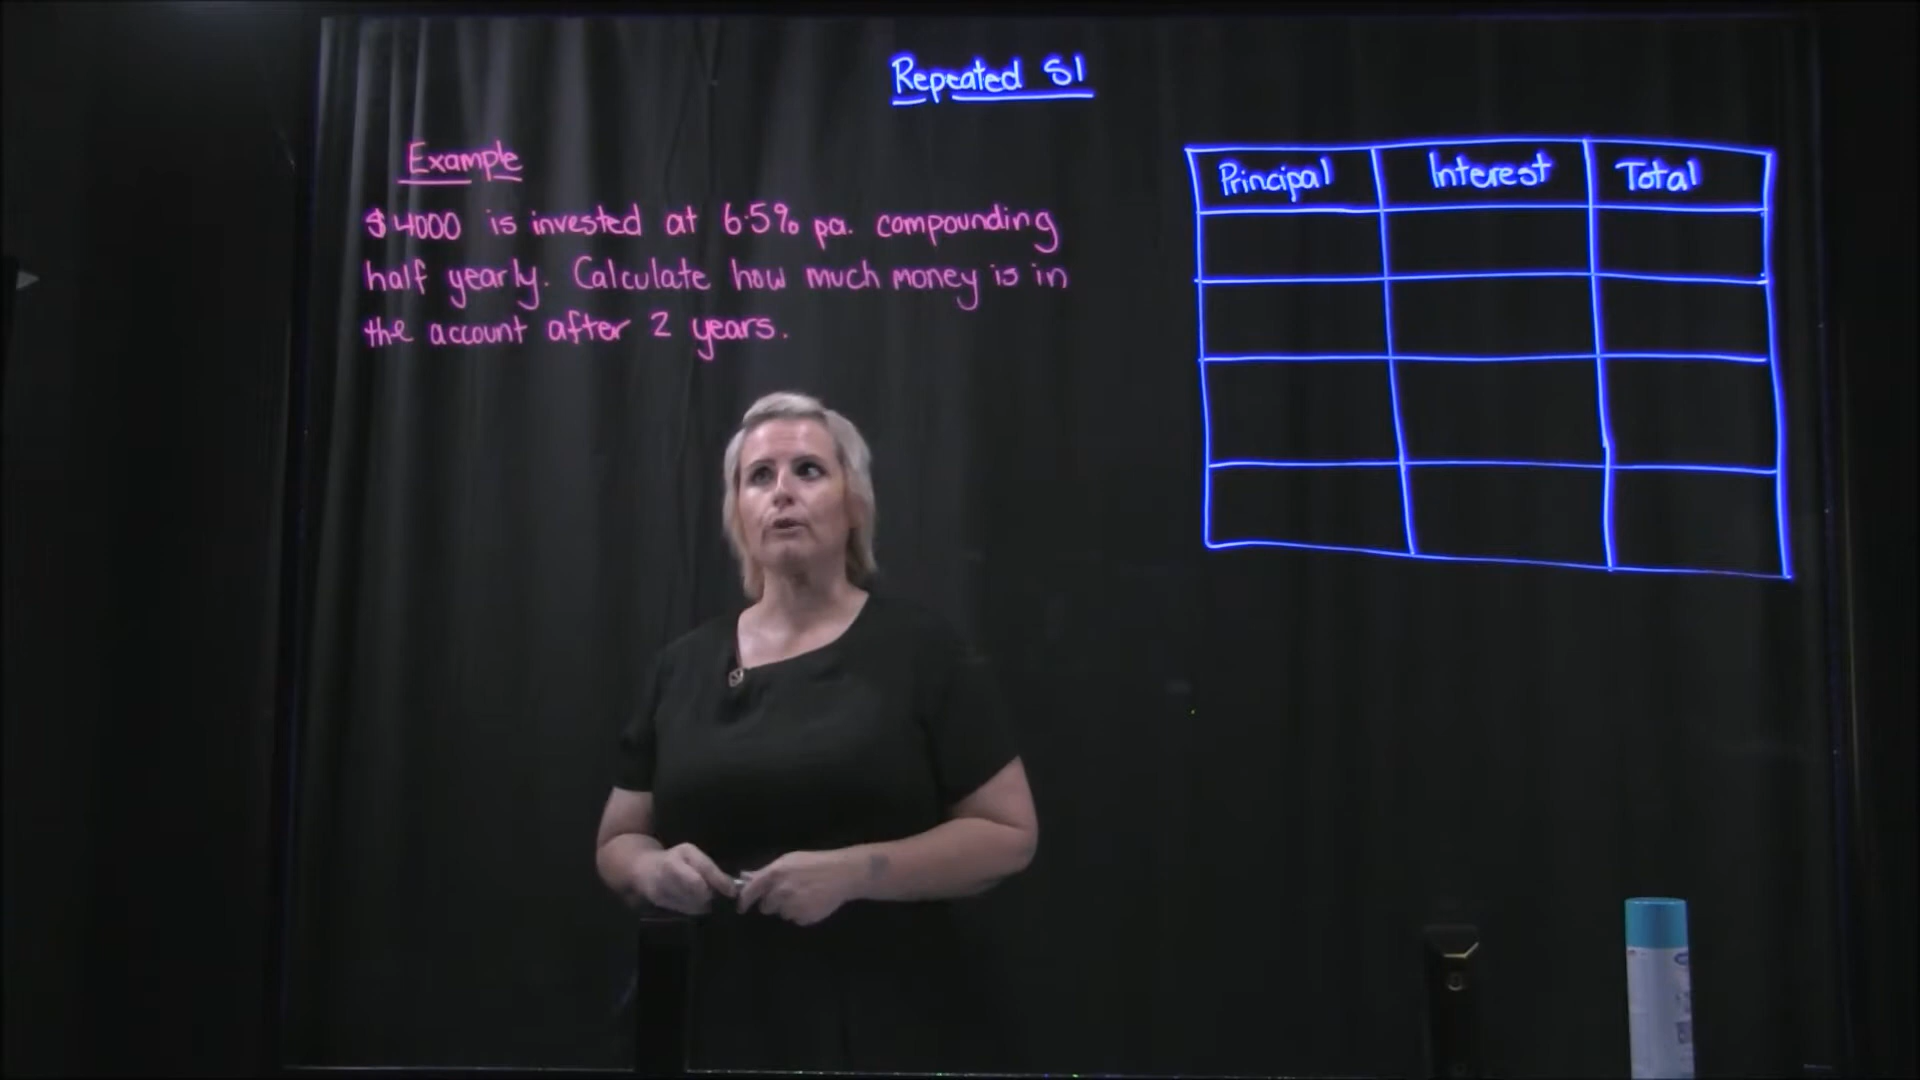 Repeated SI
Example
$4000 is invested at 6.5% pa. compounding
half yearly. Calculate how much money is in
the account after 2 years.
Principal Interest Total